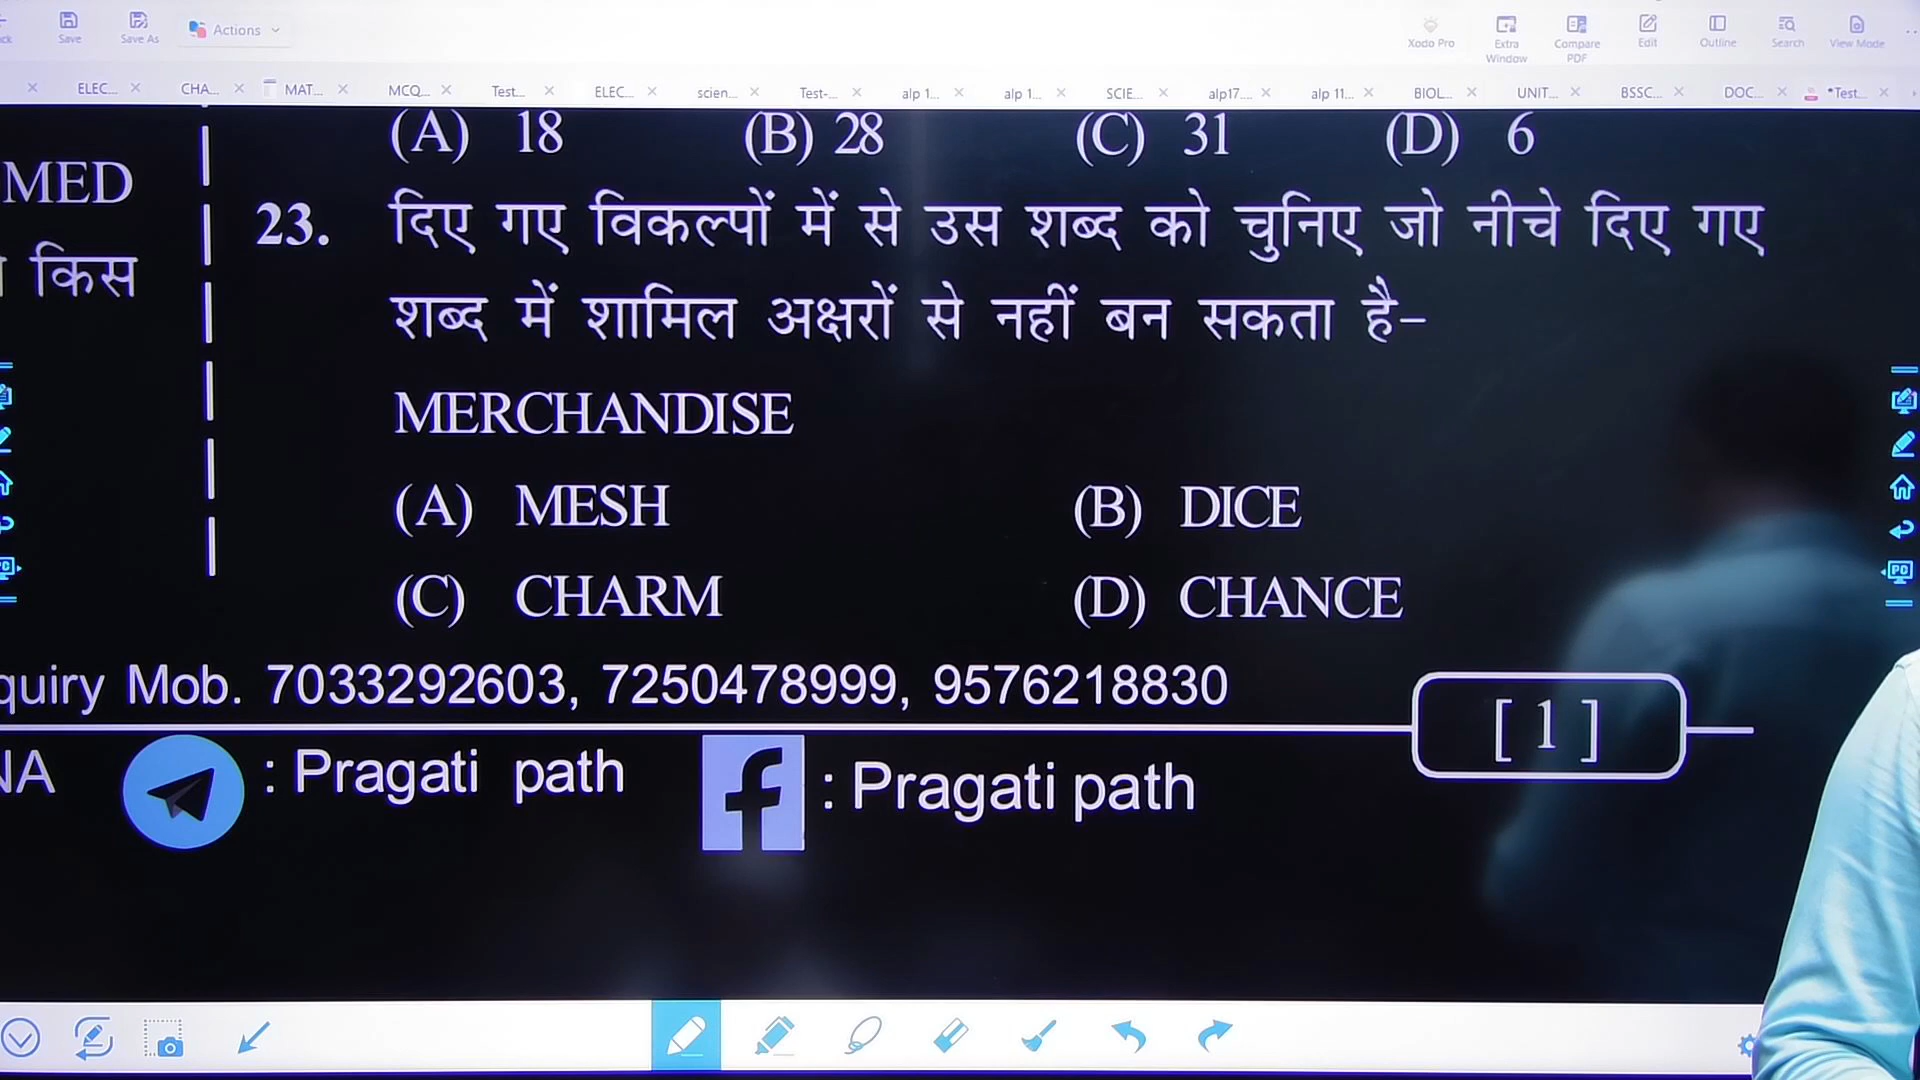 Save
Save As
Actions
Xodo Pro
Extra Window
Compare PDF
Edit
Outline
Search
View Mode
ELEC... CHA... MAT... MCQ... Test... ELEC... scien... Test-... alp 1... alp 1... SCIE... alp17.... alp 11... BIOL... UNIT... BSSC... DOC... *Test...
MED
किस
(A) 18 (B) 28 (C) 31 (D) 6
23. दिए गए विकल्पों में से उस शब्द को चुनिए जो नीचे दिए गए
शब्द में शामिल अक्षरों से नहीं बन सकता है–
MERCHANDISE
(A) MESH (B) DICE
(C) CHARM (D) CHANCE
quiry Mob. 7033292603, 7250478999, 9576218830
[ 1 ]
NA : Pragati path f : Pragati path
PC